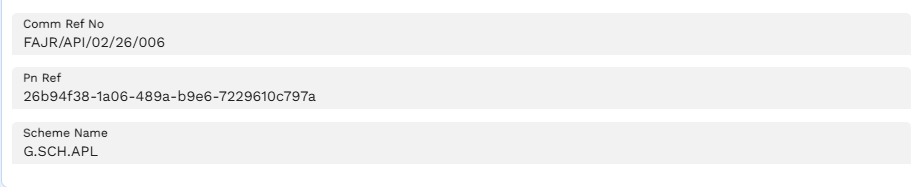 Comm Ref No
FAJR/API/02/26/006
Pn Ref
26b94f38-1a06-489a-b9e6-7229610c797a
Scheme Name
G.SCH.APL